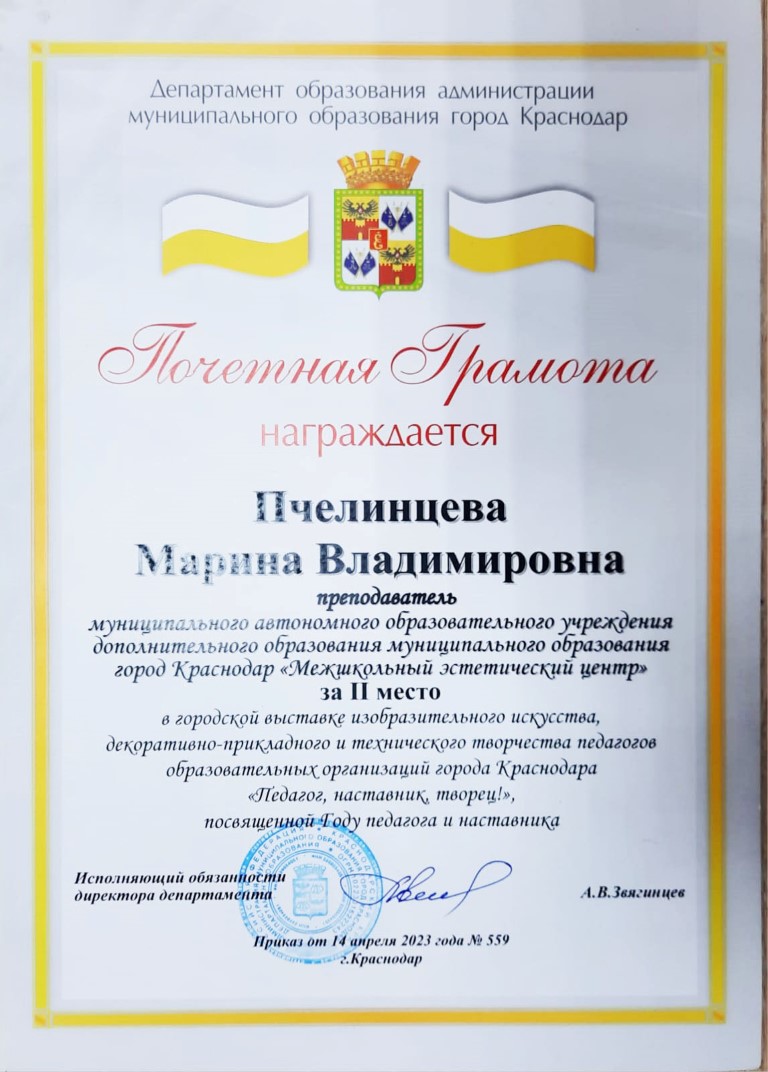 Департамент образования администрации
муниципального образования город Краснодар
Почетная Грамота
награждается
Пчелинцева
Марина Владимировна
преподаватель
муниципального автономного образовательного учреждения
дополнительного образования муниципального образования
город Краснодар «Межшкольный эстетический центр»
за II место
в городской выставке изобразительного искусства,
декоративно-прикладного и технического творчества педагогов
образовательных организаций города Краснодара
«Педагог, наставник, творец!»,
посвященной Году педагога и наставника
Исполняющий обязанности
директора департамента
А.В.Звягинцев
Приказ от 14 апреля 2023 года № 559
г.Краснодар